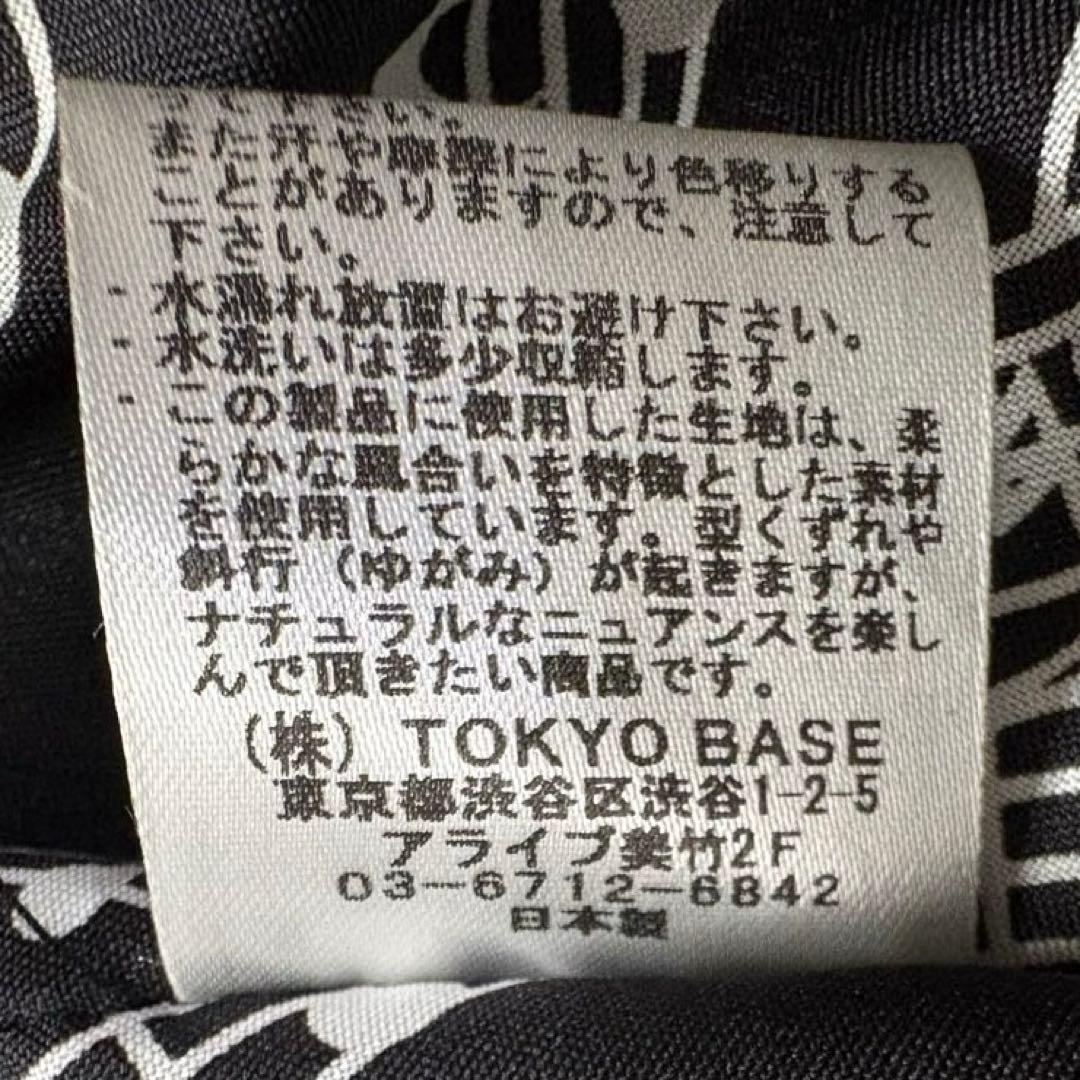 って下さい。
また汗や摩擦により色移りする
ことがありますので、注意して
下さい。
・水濡れ放置はお避け下さい。
・水洗いは多少収縮します。
・この製品に使用した生地は、柔
らかな風合いを特徴とした素材
を使用しています。型くずれや
斜行（ゆがみ）が起きますが、
ナチュラルなニュアンスを楽し
んで頂きたい商品です。
（株）TOKYO BASE
東京都渋谷区渋谷1-2-5
アライブ美竹2F
03-6712-6842
日本製